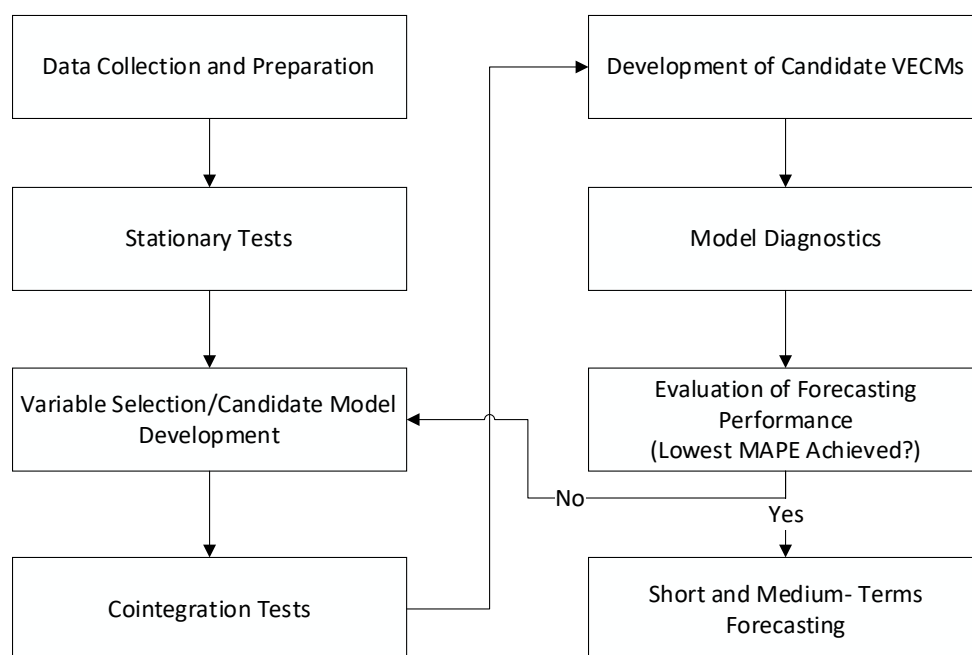 Data Collection and Preparation
Stationary Tests
Variable Selection/Candidate Model
Development
Cointegration Tests
Development of Candidate VECMs
Model Diagnostics
Evaluation of Forecasting
Performance
(Lowest MAPE Achieved?)
No
Yes
Short and Medium- Terms
Forecasting